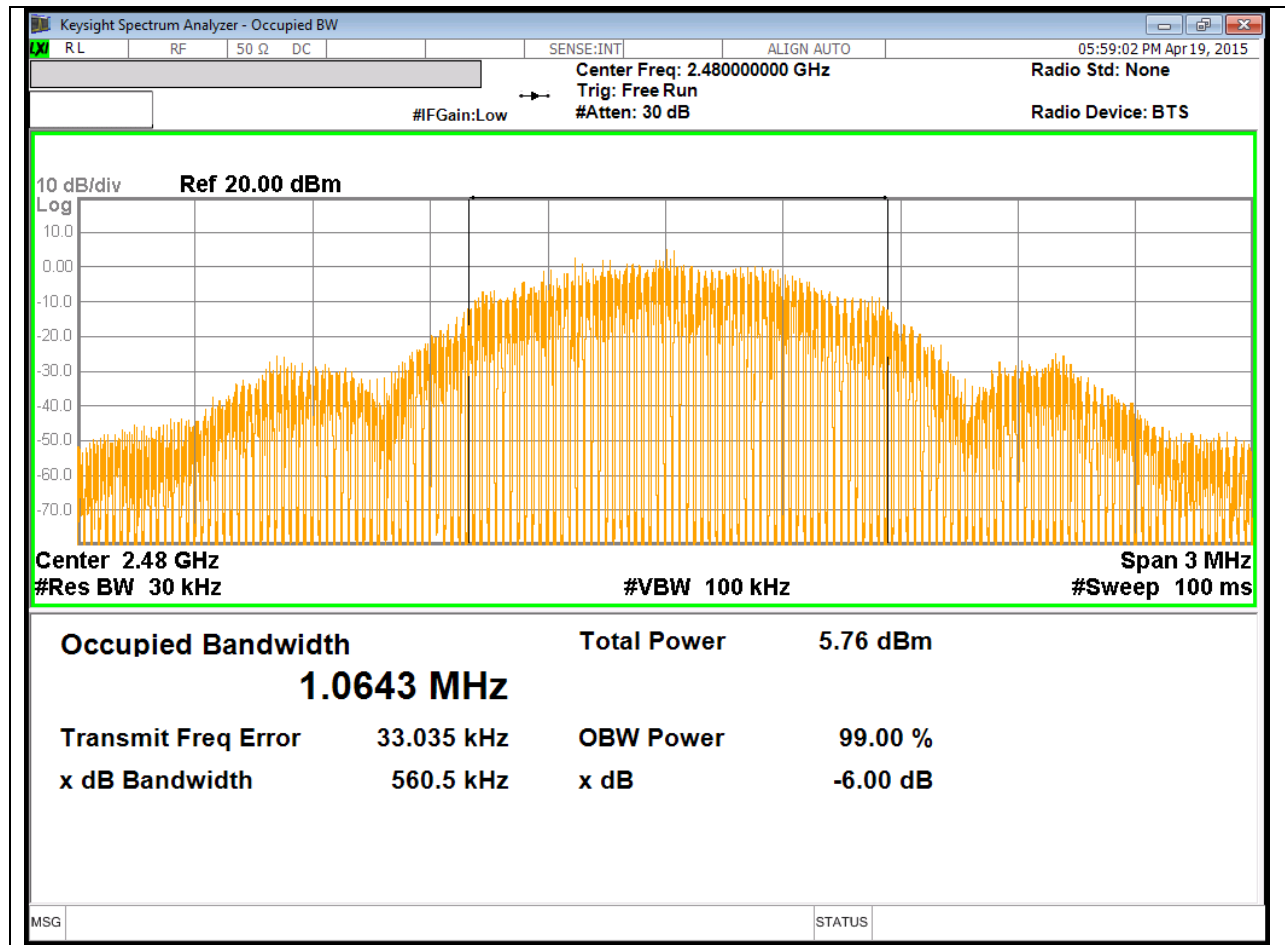 Keysight Spectrum Analyzer - Occupied BW
LXI RL RF 50 Ω DC SENSE:INT ALIGN AUTO 05:59:02 PM Apr 19, 2015
Center Freq: 2.480000000 GHz Radio Std: None
Trig: Free Run
#IFGain:Low #Atten: 30 dB Radio Device: BTS
10 dB/div Ref 20.00 dBm
Log
10.0
0.00
-10.0
-20.0
-30.0
-40.0
-50.0
-60.0
-70.0
Center 2.48 GHz Span 3 MHz
#Res BW 30 kHz #VBW 100 kHz #Sweep 100 ms
Occupied Bandwidth Total Power 5.76 dBm
1.0643 MHz
Transmit Freq Error 33.035 kHz OBW Power 99.00 %
x dB Bandwidth 560.5 kHz x dB -6.00 dB
MSG STATUS